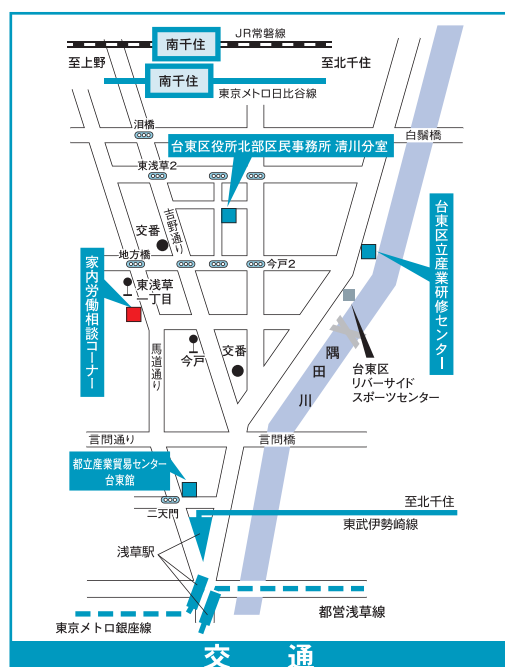 JR常磐線
南千住
至上野
至北千住
南千住
東京メトロ日比谷線
泪橋
白鬚橋
台東区役所北部区民事務所 清川分室
東浅草2
吉野通り
交番
地方橋
今戸2
台東区立産業研修センター
家内労働相談コーナー
東浅草
一丁目
馬道通り
今戸
交番
隅田川
台東区
リバーサイド
スポーツセンター
言問通り
言問橋
都立産業貿易センター
台東館
二天門
至北千住
東武伊勢崎線
浅草駅
都営浅草線
東京メトロ銀座線
交 通